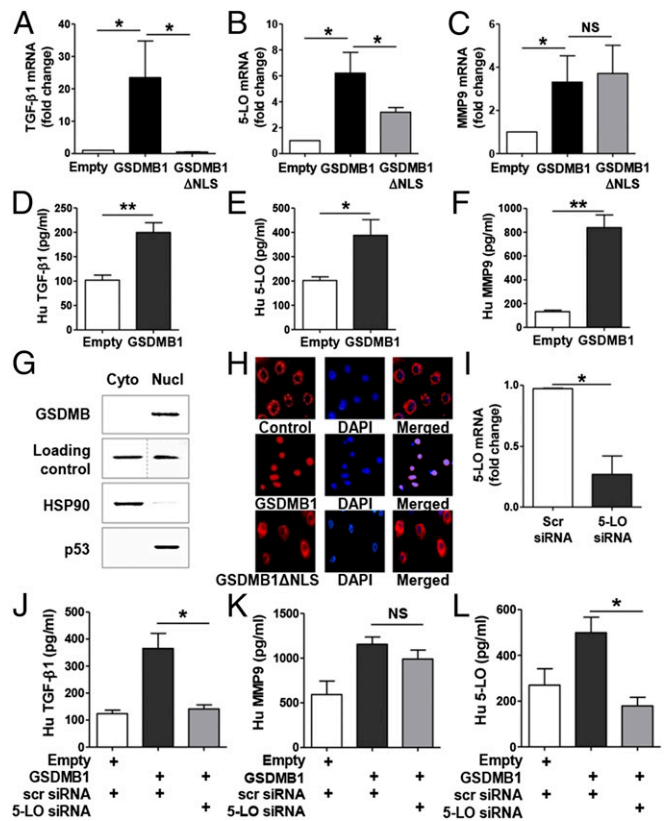 A
TGF-β1 mRNA
(fold change)
40
30
20
10
0
*
*
Empty
GSDMB1
GSDMB1
ΔNLS
B
5-LO mRNA
(fold change)
10
8
6
4
2
0
*
*
Empty
GSDMB1
GSDMB1
ΔNLS
C
MMP9 mRNA
(fold change)
6
4
2
0
*
NS
Empty
GSDMB1
GSDMB1
ΔNLS
D
Hu TGF-β1 (pg/ml)
250
200
150
100
50
0
**
Empty GSDMB1
E
Hu 5-LO (pg/ml)
600
400
200
0
*
Empty GSDMB1
F
Hu MMP9 (pg/ml)
1000
800
600
400
200
0
**
Empty GSDMB1
G
Cyto Nucl
GSDMB
Loading
control
HSP90
p53
H
Control DAPI Merged
GSDMB1 DAPI Merged
GSDMB1ΔNLS DAPI Merged
I
5-LO mRNA
(fold change)
1.0
0.5
0.0
*
Scr
siRNA
5-LO
siRNA
J
Hu TGF-β1 (pg/ml)
500
400
300
200
100
0
*
Empty +
GSDMB1 + +
scr siRNA + +
5-LO siRNA +
K
Hu MMP9 (pg/ml)
1500
1000
500
0
NS
Empty +
GSDMB1 + +
scr siRNA + +
5-LO siRNA +
L
Hu 5-LO (pg/ml)
600
400
200
0
*
Empty +
GSDMB1 + +
scr siRNA + +
5-LO siRNA +